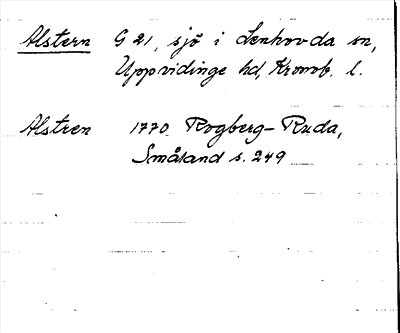 Alstern G 21, sjö i Lenhovda sn,
Uppvidinge hd, Kronob. l.
Alstren 1770 Rogberg-Ruda,
Småland s. 249